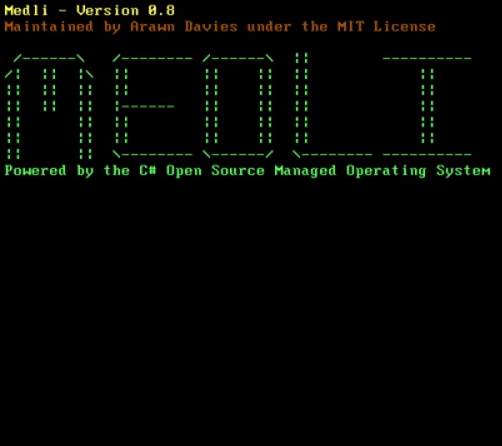 Medli - Version 0.8
Maintained by Arawn Davies under the MIT License
MEDLI
Powered by the C# Open Source Managed Operating System